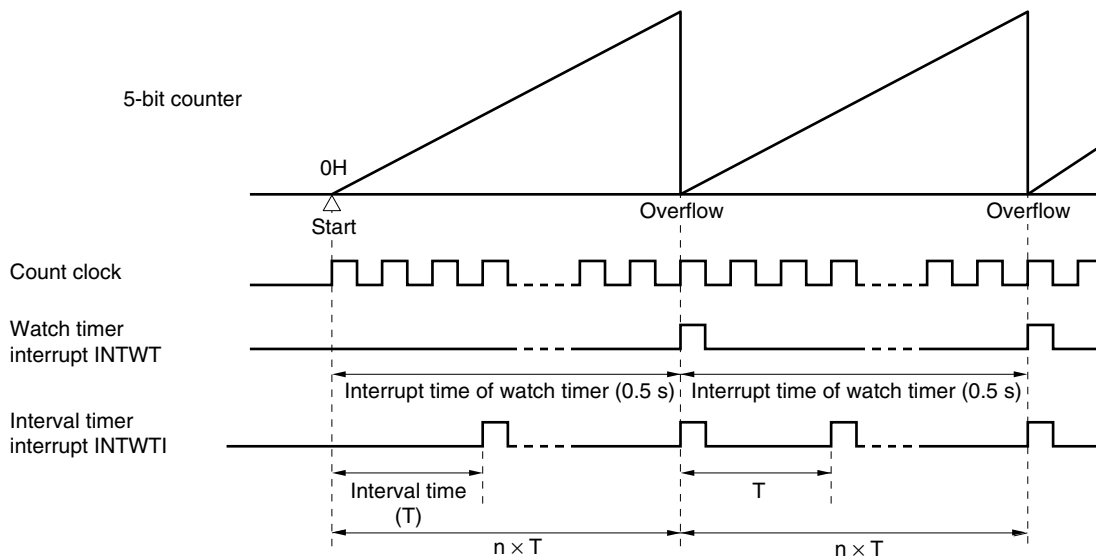 5-bit counter
0H
Start
Overflow
Overflow
Count clock
Watch timer
interrupt INTWT
Interrupt time of watch timer (0.5 s)
Interrupt time of watch timer (0.5 s)
Interval timer
interrupt INTWTI
Interval time
(T)
T
n × T
n × T